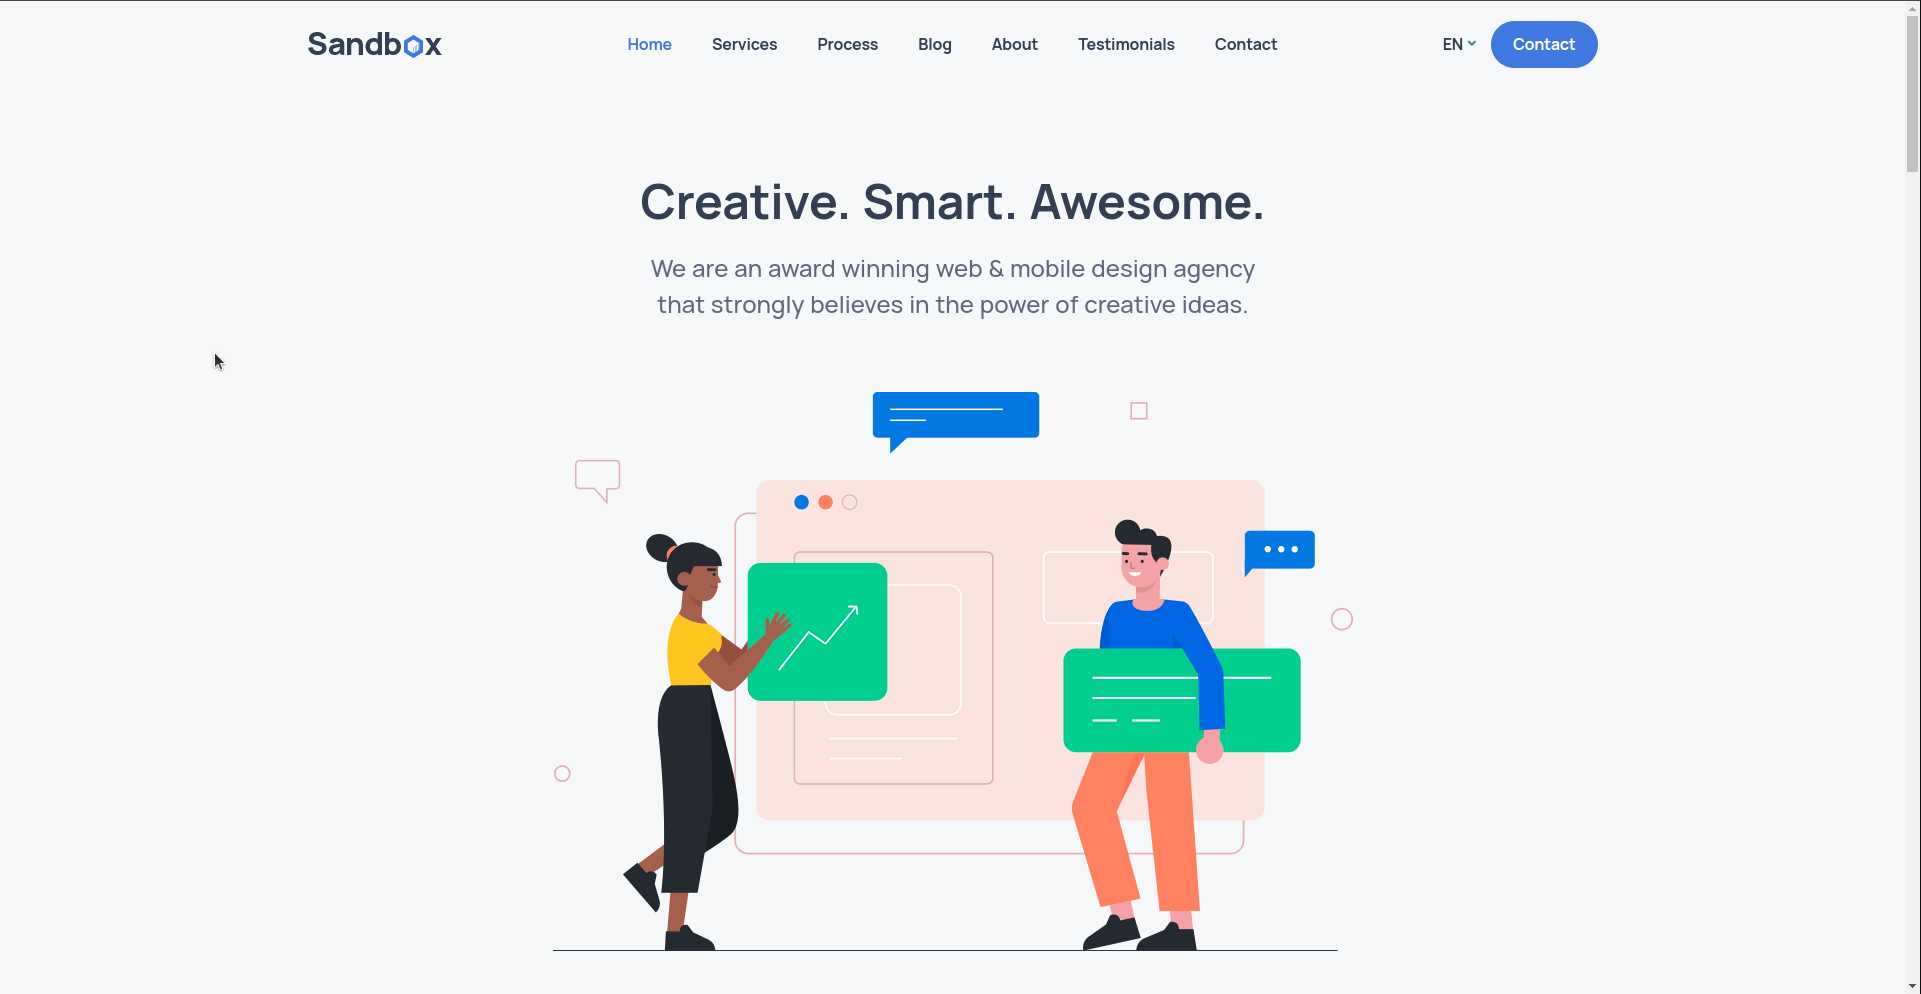 Sandbox
Home Services Process Blog About Testimonials Contact
EN Contact
Creative. Smart. Awesome.
We are an award winning web & mobile design agency
that strongly believes in the power of creative ideas.